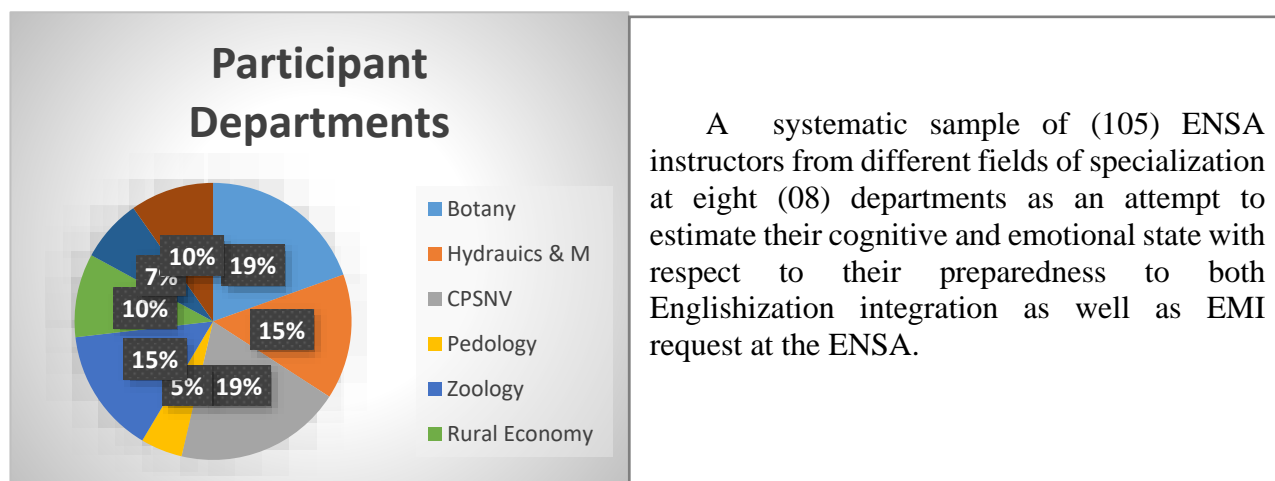 Participant
Departments
10%
19%
7%
10%
15%
15%
5%
19%
Botany
Hydrauics & M
CPSNV
Pedology
Zoology
Rural Economy
A systematic sample of (105) ENSA
instructors from different fields of specialization
at eight (08) departments as an attempt to
estimate their cognitive and emotional state with
respect to their preparedness to both
Englishization integration as well as EMI
request at the ENSA.